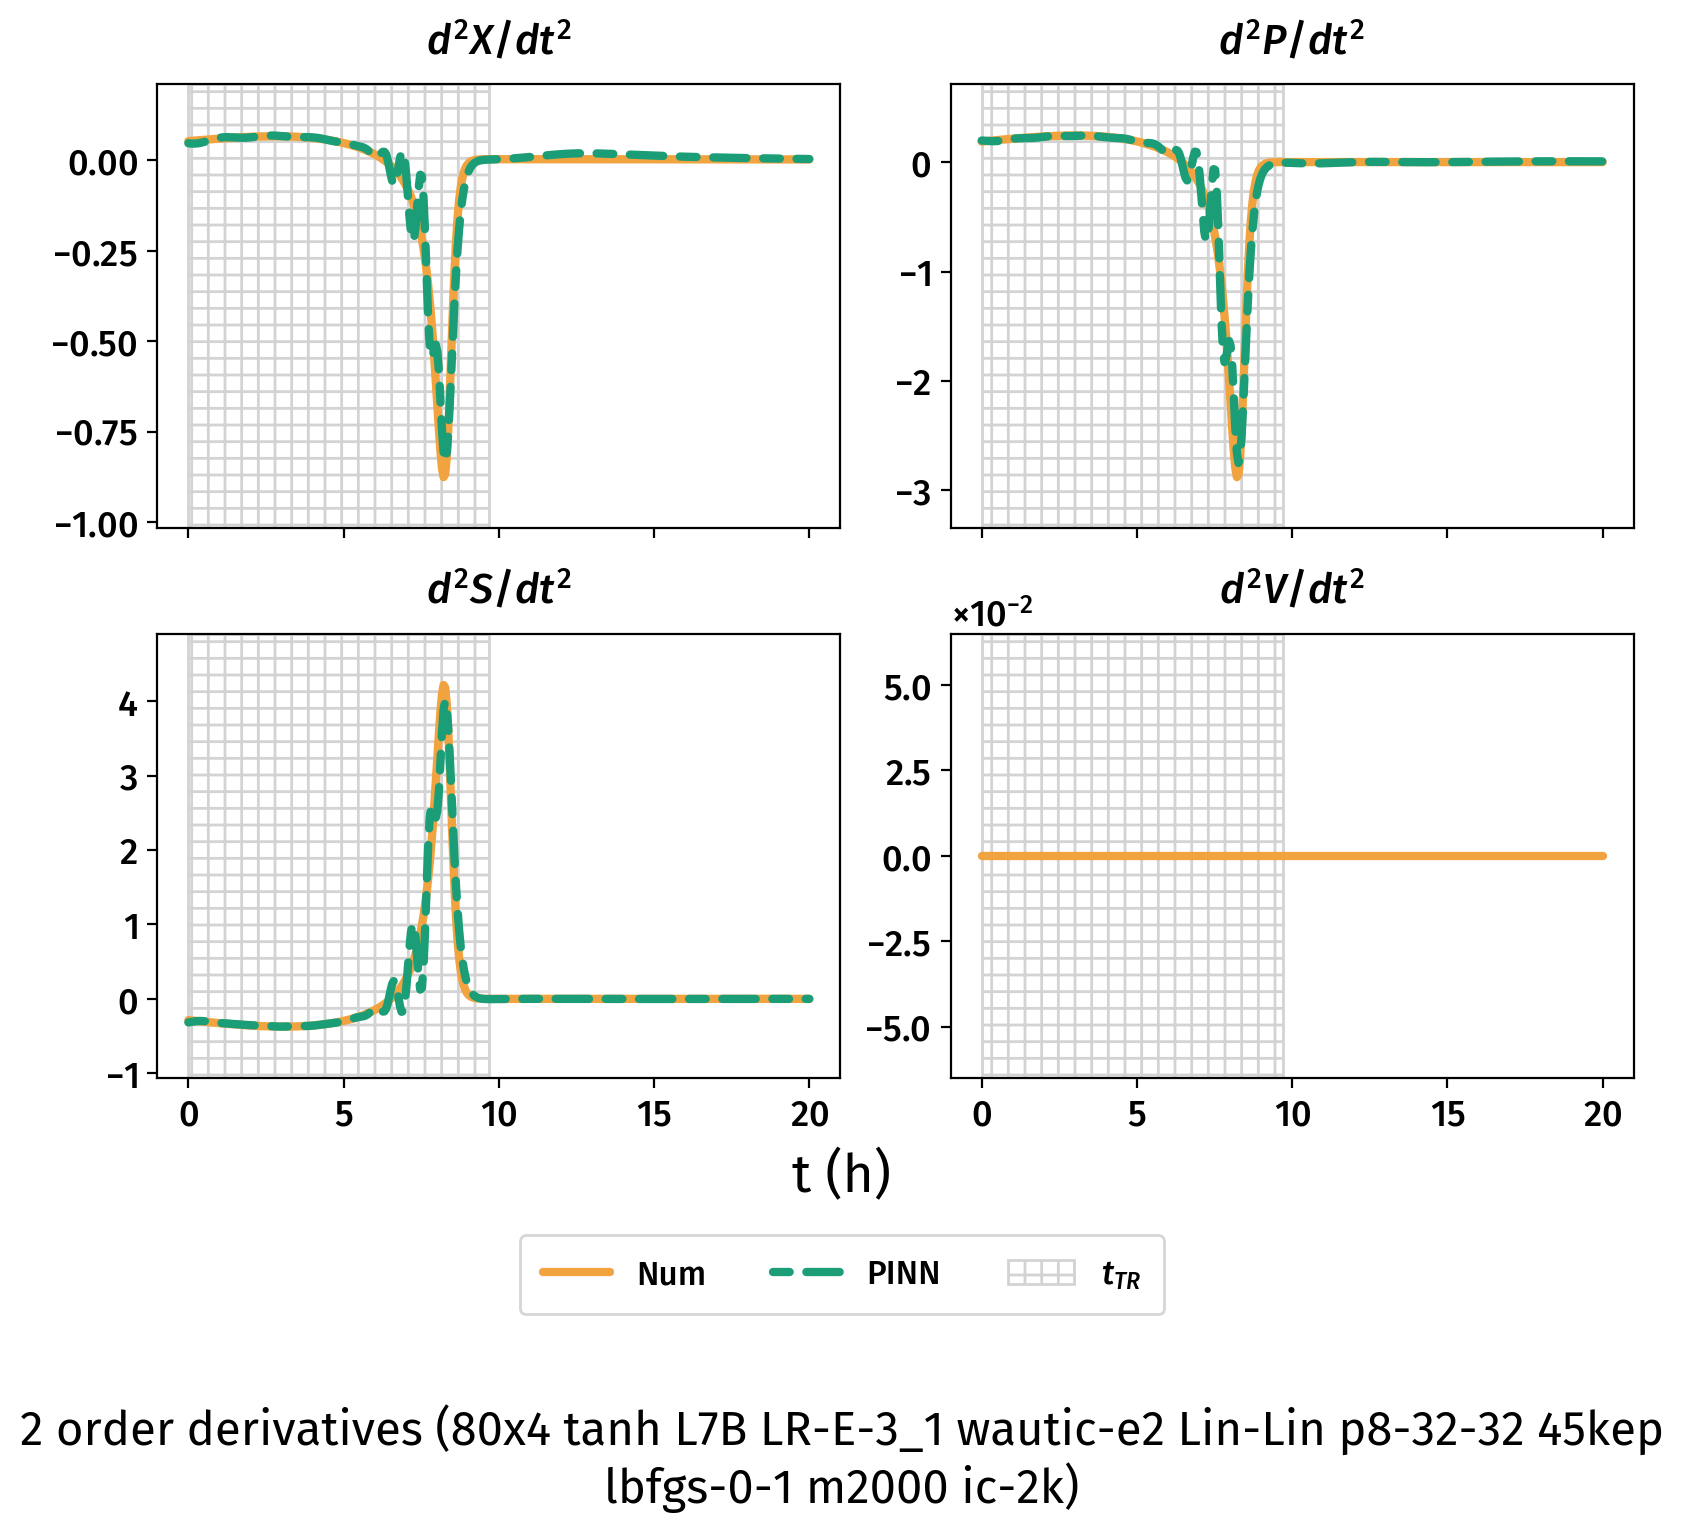 d²X/dt²
d²P/dt²
0.00
−0.25
−0.50
−0.75
−1.00
0
−1
−2
−3
d²S/dt²
d²V/dt²
×10⁻²
4
3
2
1
0
−1
5.0
2.5
0.0
−2.5
−5.0
0 5 10 15 20
0 5 10 15 20
t (h)
Num PINN t_TR
2 order derivatives (80x4 tanh L7B LR-E-3_1 wautic-e2 Lin-Lin p8-32-32 45kep
lbfgs-0-1 m2000 ic-2k)